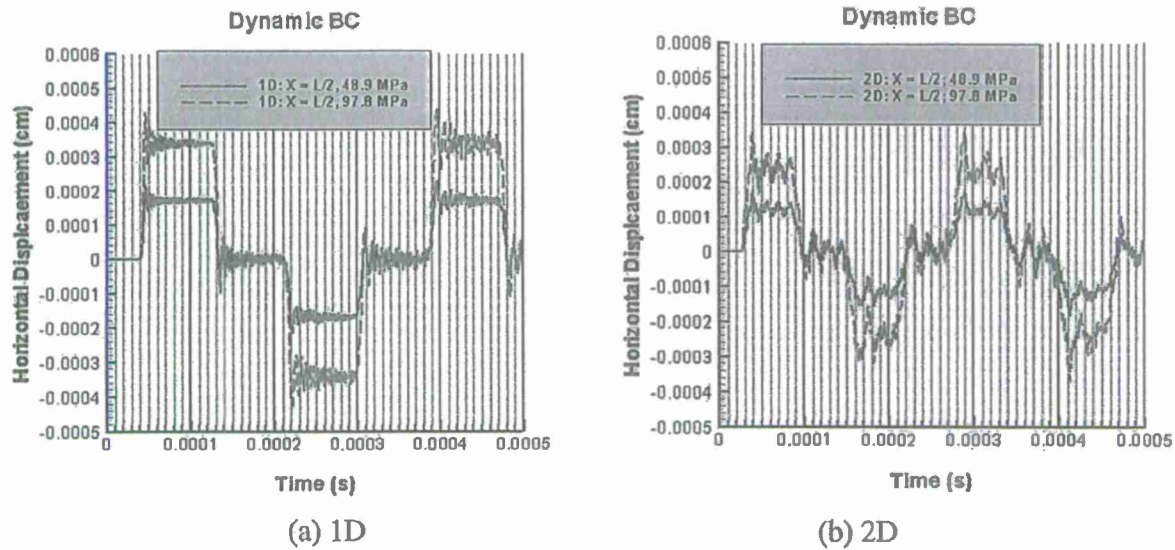 Dynamic BC
Horizontal Displcaement (cm)
0.0006
0.0005
0.0004
0.0003
0.0002
0.0001
0
-0.0001
-0.0002
-0.0003
-0.0004
-0.0005
1D: X = L/2, 48.9 MPa
1D: X = L/2, 97.8 MPa
0 0.0001 0.0002 0.0003 0.0004 0.0005
Time (s)
(a) 1D
Dynamic BC
Horizontal Displcaement (cm)
0.0006
0.0005
0.0004
0.0003
0.0002
0.0001
0
-0.0001
-0.0002
-0.0003
-0.0004
-0.0005
2D: X = L/2; 48.9 MPa
2D: X = L/2; 97.8 MPa
0 0.0001 0.0002 0.0003 0.0004 0.0005
Time (s)
(b) 2D